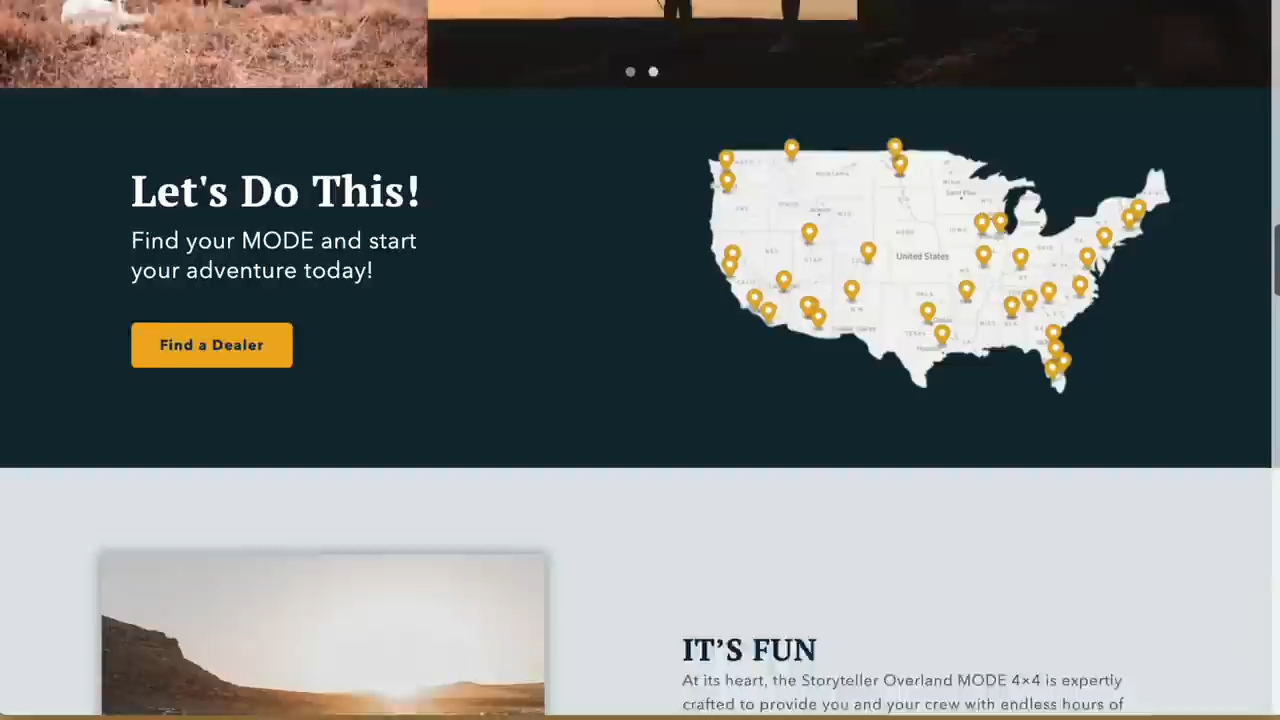 Let's Do This!
Find your MODE and start
your adventure today!
Find a Dealer
United States
IT’S FUN
At its heart, the Storyteller Overland MODE 4×4 is expertly
crafted to provide you and your crew with endless hours of